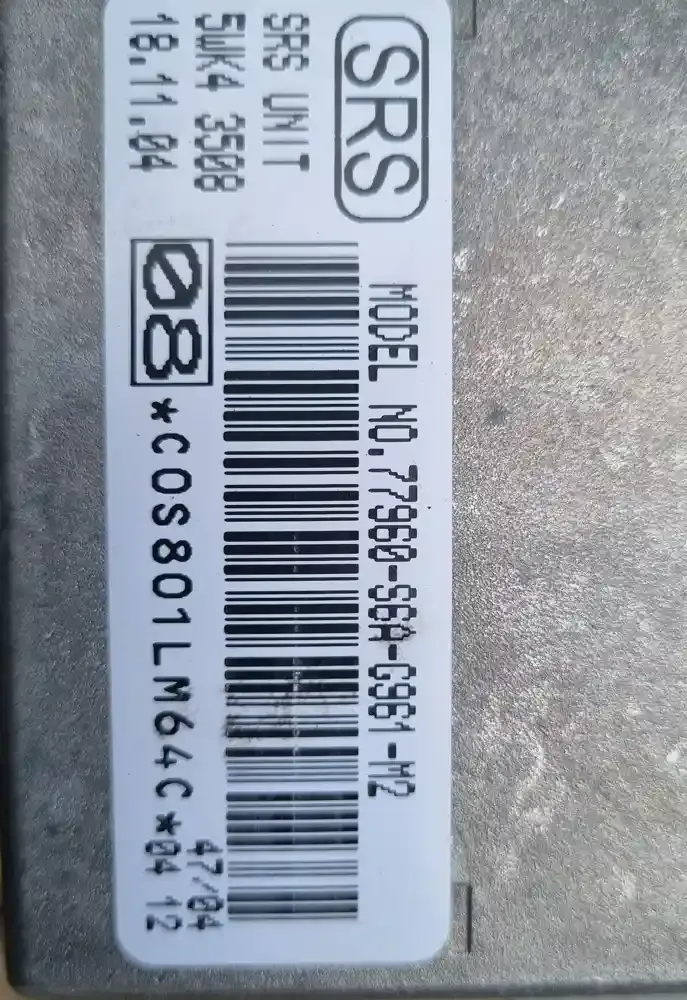 SRS
MODEL NO.77960-S6A-G961-M2
SRS UNIT
5WK4 3508
18.11.04
47/04
08
*COS801LM64C*
04 12